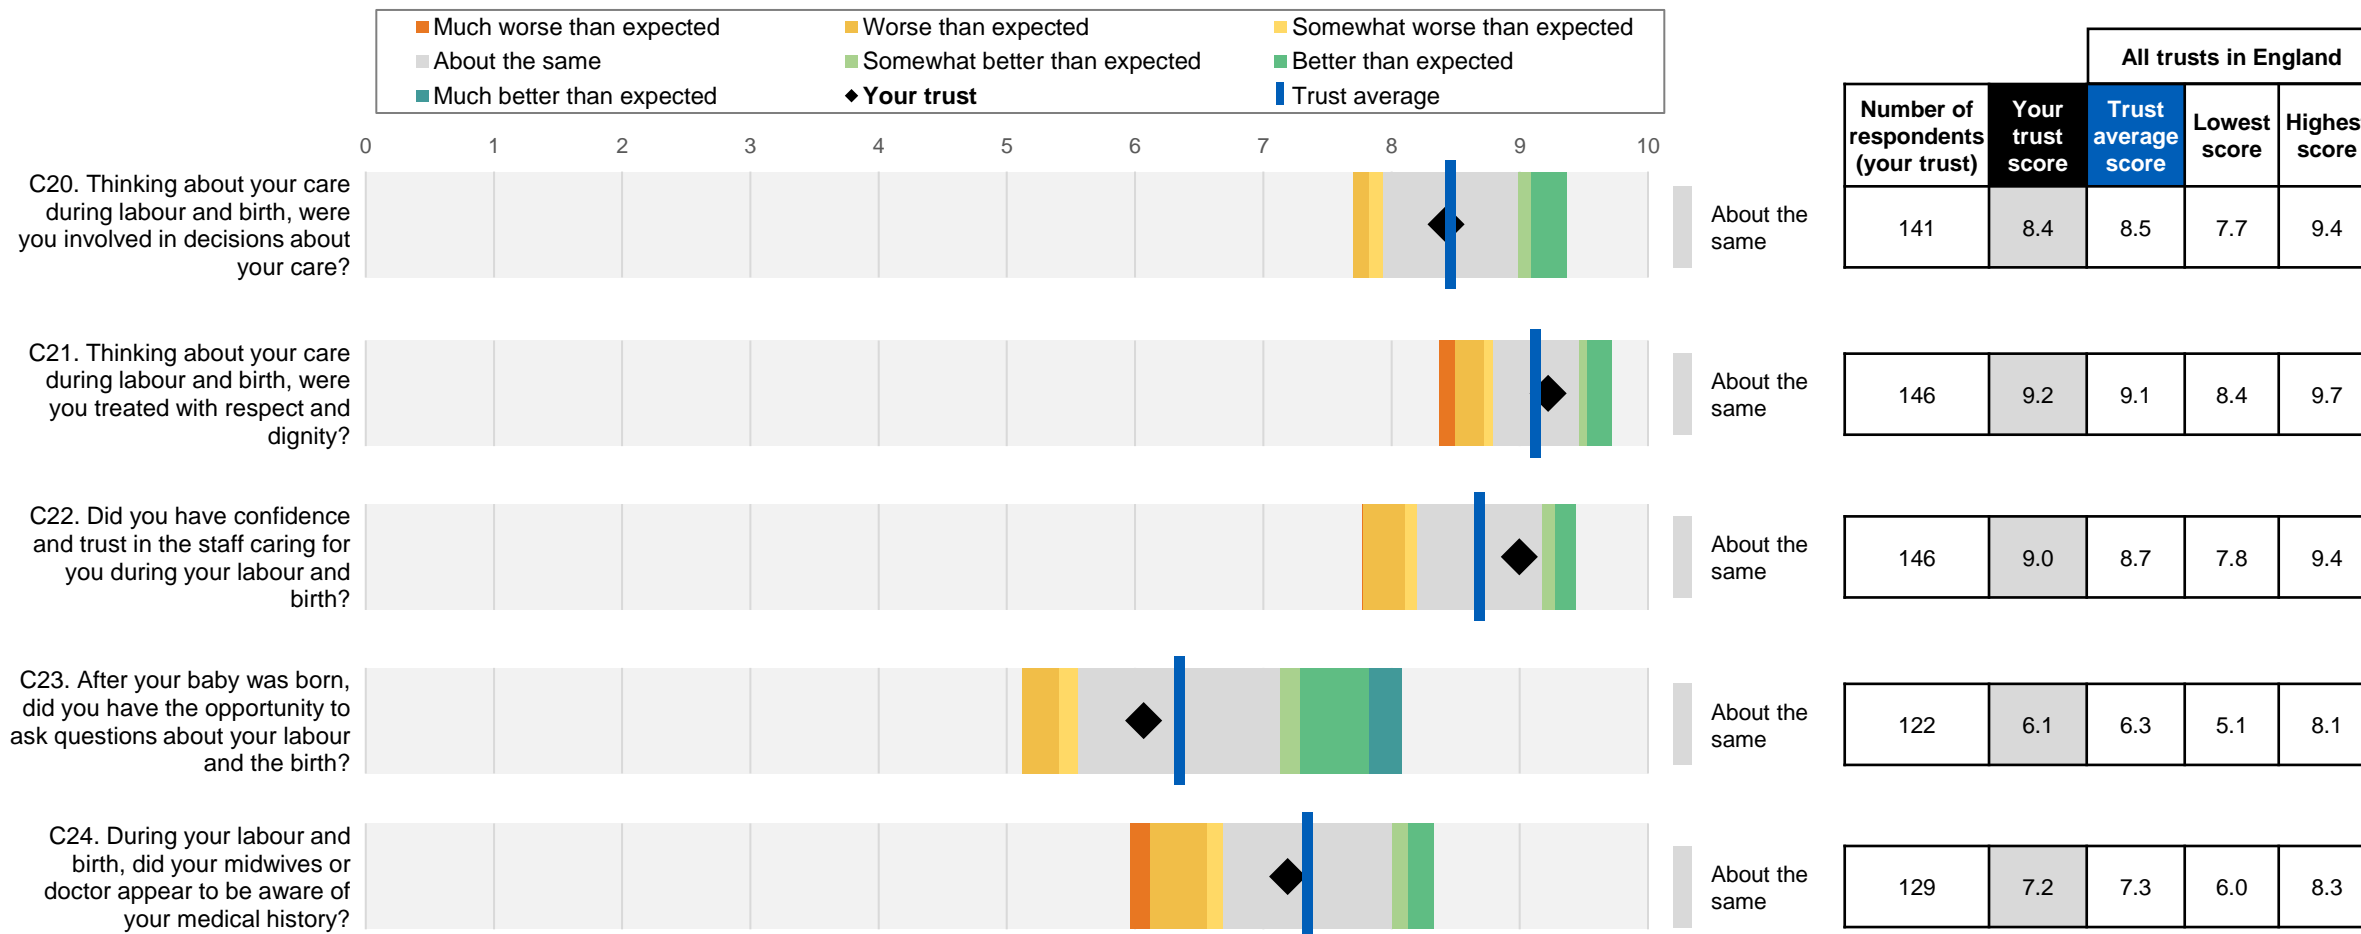 Much worse than expected
Worse than expected
Somewhat worse than expected
About the same
Somewhat better than expected
Better than expected
Much better than expected
Your trust
Trust average
All trusts in England
Number of
respondents
(your trust)
Your
trust
score
Trust
average
score
Lowest
score
Highest
score
0 1 2 3 4 5 6 7 8 9 10
C20. Thinking about your care
during labour and birth, were
you involved in decisions about
your care?
About the
same
141 8.4 8.5 7.7 9.4
C21. Thinking about your care
during labour and birth, were
you treated with respect and
dignity?
About the
same
146 9.2 9.1 8.4 9.7
C22. Did you have confidence
and trust in the staff caring for
you during your labour and
birth?
About the
same
146 9.0 8.7 7.8 9.4
C23. After your baby was born,
did you have the opportunity to
ask questions about your labour
and the birth?
About the
same
122 6.1 6.3 5.1 8.1
C24. During your labour and
birth, did your midwives or
doctor appear to be aware of
your medical history?
About the
same
129 7.2 7.3 6.0 8.3